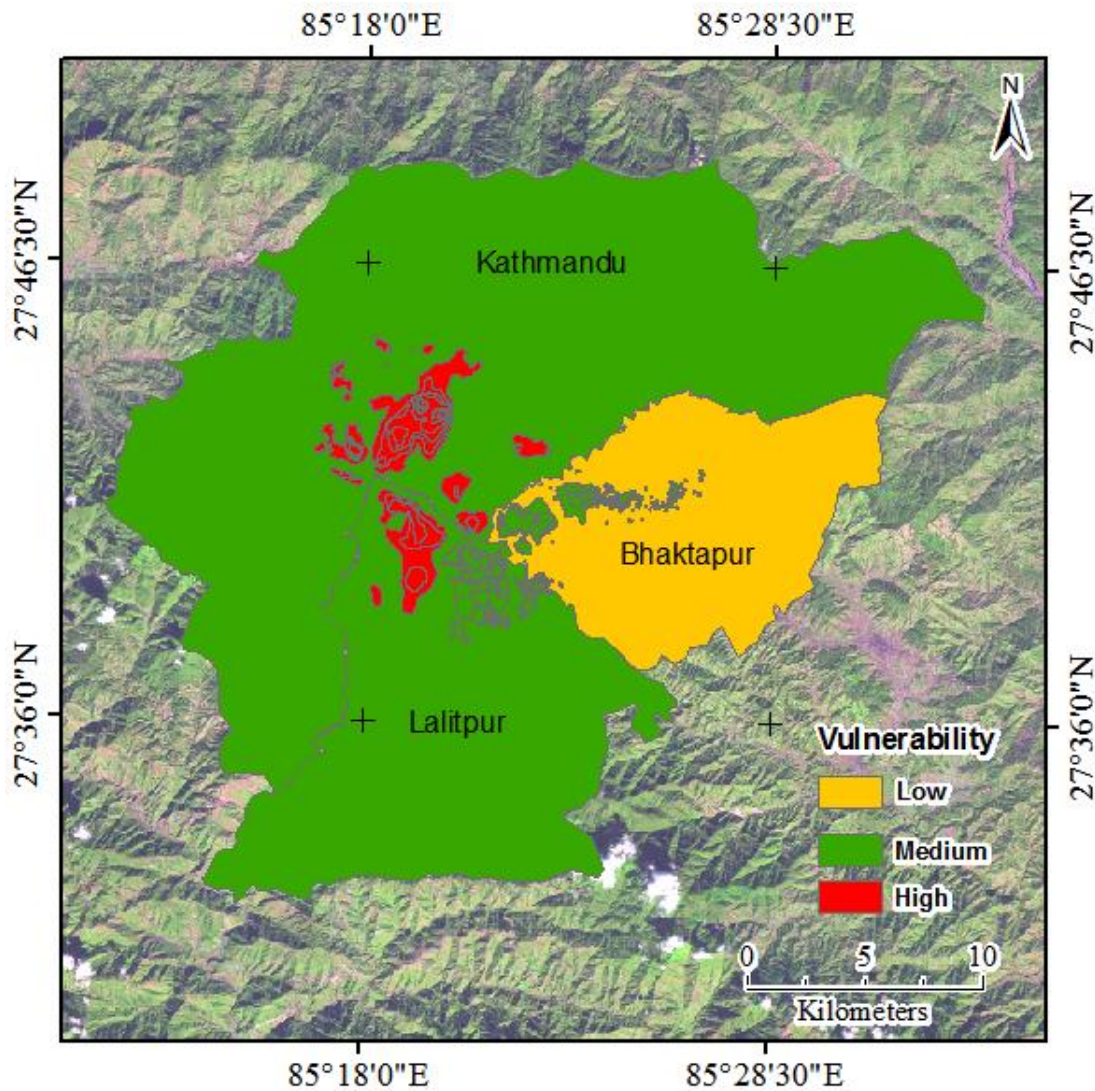 85°18'0"E
85°28'30"E
N
27°46'30"N
27°46'30"N
Kathmandu
Bhaktapur
27°36'0"N
27°36'0"N
Lalitpur
Vulnerability
Low
Medium
High
0 5 10
Kilometers
85°18'0"E
85°28'30"E